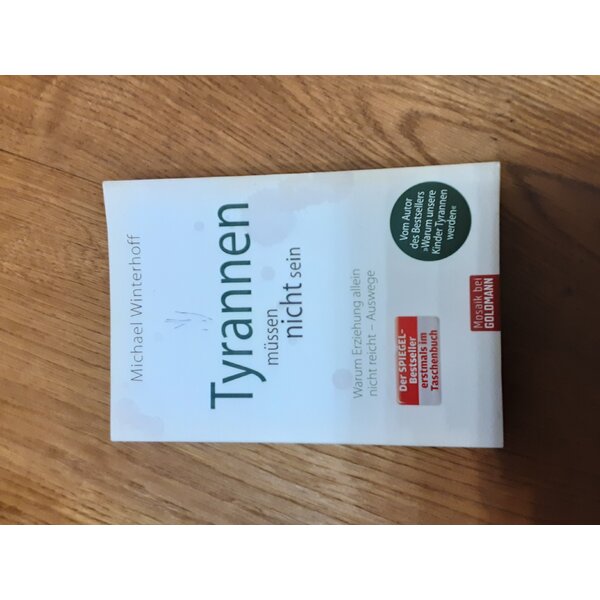 Michael Winterhoff
Tyrannen
müssen
nicht sein
Warum Erziehung allein
nicht reicht – Auswege
Der SPIEGEL-
Bestseller
erstmals im
Taschenbuch
Vom Autor
des Bestsellers
»Warum unsere
Kinder Tyrannen
werden«
Mosaik bei
GOLDMANN